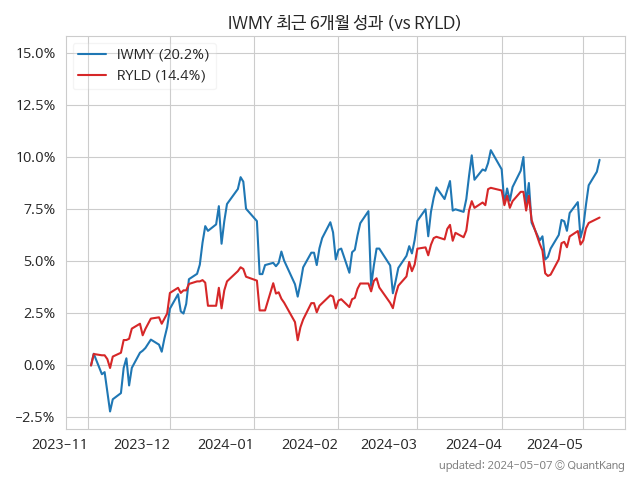 IWMY 최근 6개월 성과 (vs RYLD)
IWMY (20.2%)
RYLD (14.4%)
15.0%
12.5%
10.0%
7.5%
5.0%
2.5%
0.0%
−2.5%
2023−11 2023−12 2024−01 2024−02 2024−03 2024−04 2024−05
updated: 2024-05-07 © QuantKang